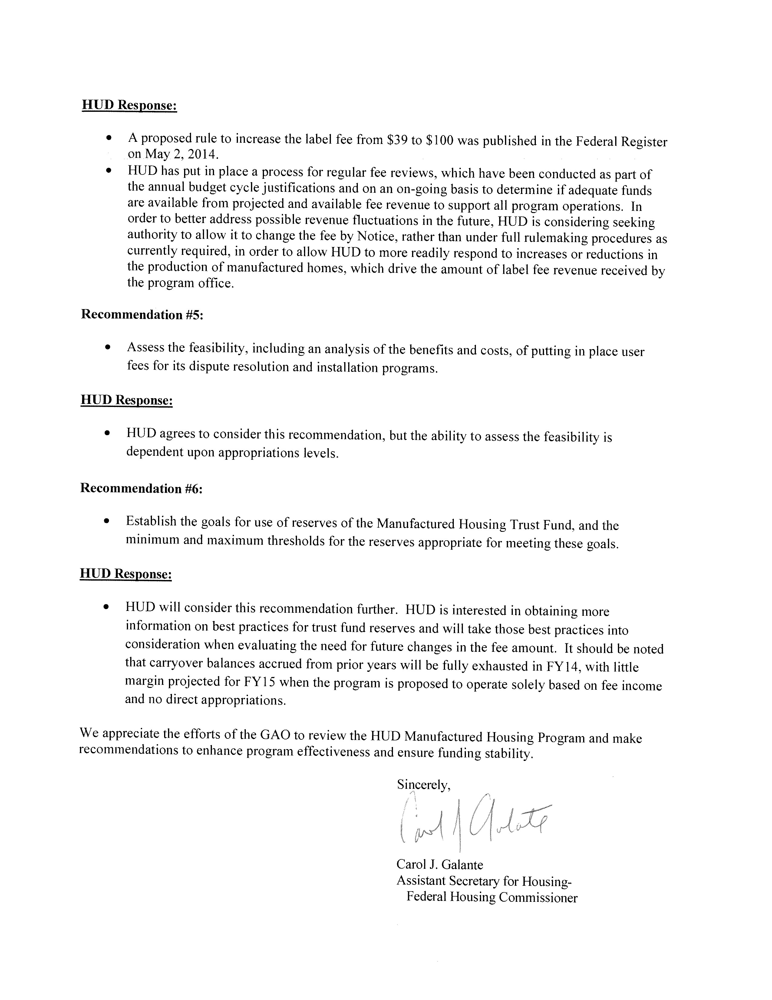 HUD Response:
• A proposed rule to increase the label fee from $39 to $100 was published in the Federal Register
on May 2, 2014.
• HUD has put in place a process for regular fee reviews, which have been conducted as part of
the annual budget cycle justifications and on an on-going basis to determine if adequate funds
are available from projected and available fee revenue to support all program operations. In
order to better address possible revenue fluctuations in the future, HUD is considering seeking
authority to allow it to change the fee by Notice, rather than under full rulemaking procedures as
currently required, in order to allow HUD to more readily respond to increases or reductions in
the production of manufactured homes, which drive the amount of label fee revenue received by
the program office.
Recommendation #5:
• Assess the feasibility, including an analysis of the benefits and costs, of putting in place user
fees for its dispute resolution and installation programs.
HUD Response:
• HUD agrees to consider this recommendation, but the ability to assess the feasibility is
dependent upon appropriations levels.
Recommendation #6:
• Establish the goals for use of reserves of the Manufactured Housing Trust Fund, and the
minimum and maximum thresholds for the reserves appropriate for meeting these goals.
HUD Response:
• HUD will consider this recommendation further. HUD is interested in obtaining more
information on best practices for trust fund reserves and will take those best practices into
consideration when evaluating the need for future changes in the fee amount. It should be noted
that carryover balances accrued from prior years will be fully exhausted in FY14, with little
margin projected for FY15 when the program is proposed to operate solely based on fee income
and no direct appropriations.
We appreciate the efforts of the GAO to review the HUD Manufactured Housing Program and make
recommendations to enhance program effectiveness and ensure funding stability.
Sincerely,
Carol J Galante
Carol J. Galante
Assistant Secretary for Housing-
Federal Housing Commissioner